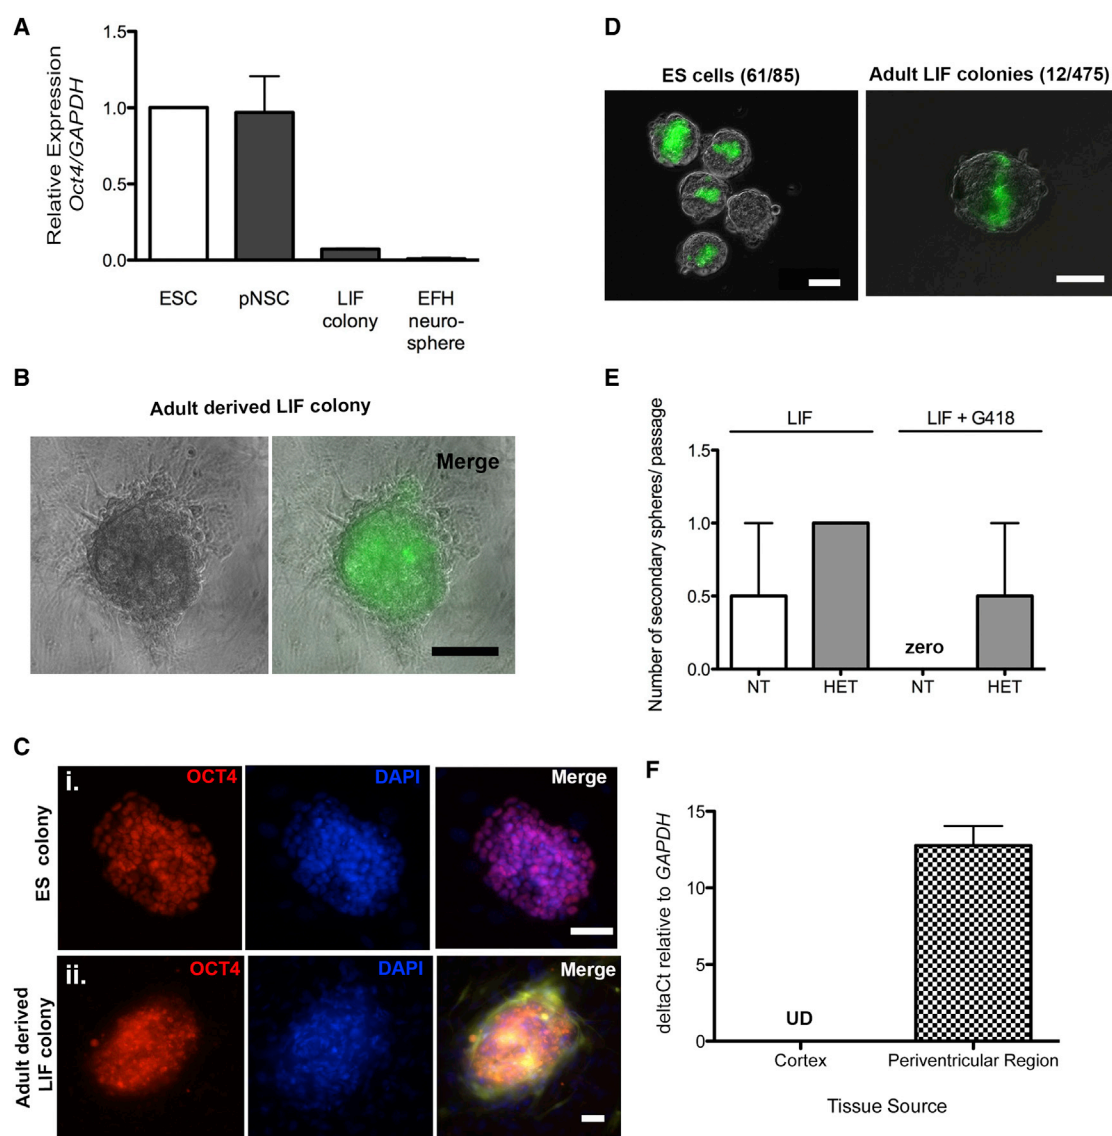 A
Relative Expression
Oct4/GAPDH
1.5
1.0
0.5
0.0
ESC
pNSC
LIF
colony
EFH
neuro-
sphere
B
Adult derived LIF colony
Merge
C
ES colony
i.
OCT4
DAPI
Merge
Adult derived
LIF colony
ii.
OCT4
DAPI
Merge
D
ES cells (61/85)
Adult LIF colonies (12/475)
E
LIF
LIF + G418
Number of secondary spheres/ passage
1.5
1.0
0.5
0.0
zero
NT
HET
NT
HET
F
deltaCt relative to GAPDH
15
10
5
0
UD
Cortex
Periventricular Region
Tissue Source